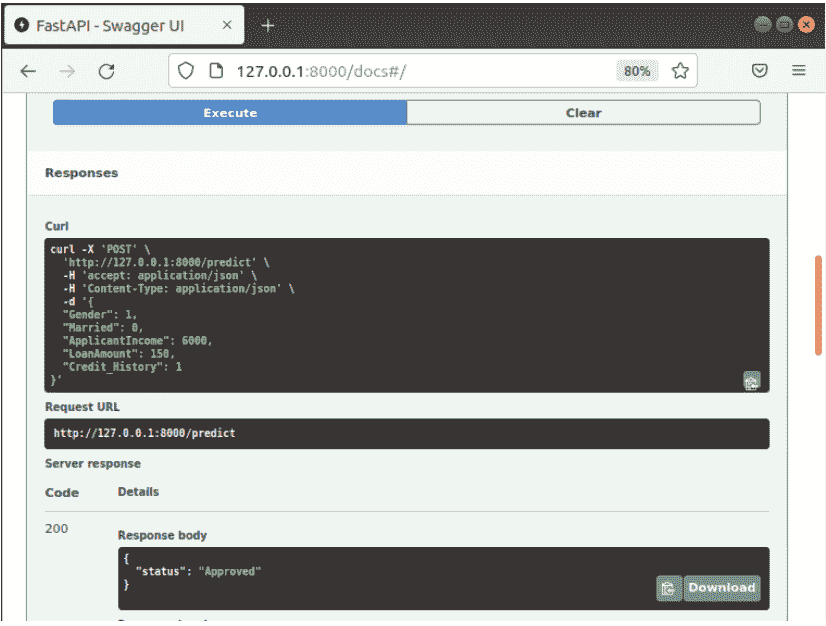 FastAPI - Swagger UI
127.0.0.1:8000/docs#/
80%
Execute Clear
Responses
Curl
curl -X 'POST' \
'http://127.0.0.1:8000/predict' \
-H 'accept: application/json' \
-H 'Content-Type: application/json' \
-d '{
"Gender": 1,
"Married": 0,
"ApplicantIncome": 6000,
"LoanAmount": 150,
"Credit_History": 1
}'
Request URL
http://127.0.0.1:8000/predict
Server response
Code Details
200
Response body
{
"status": "Approved"
}
Download